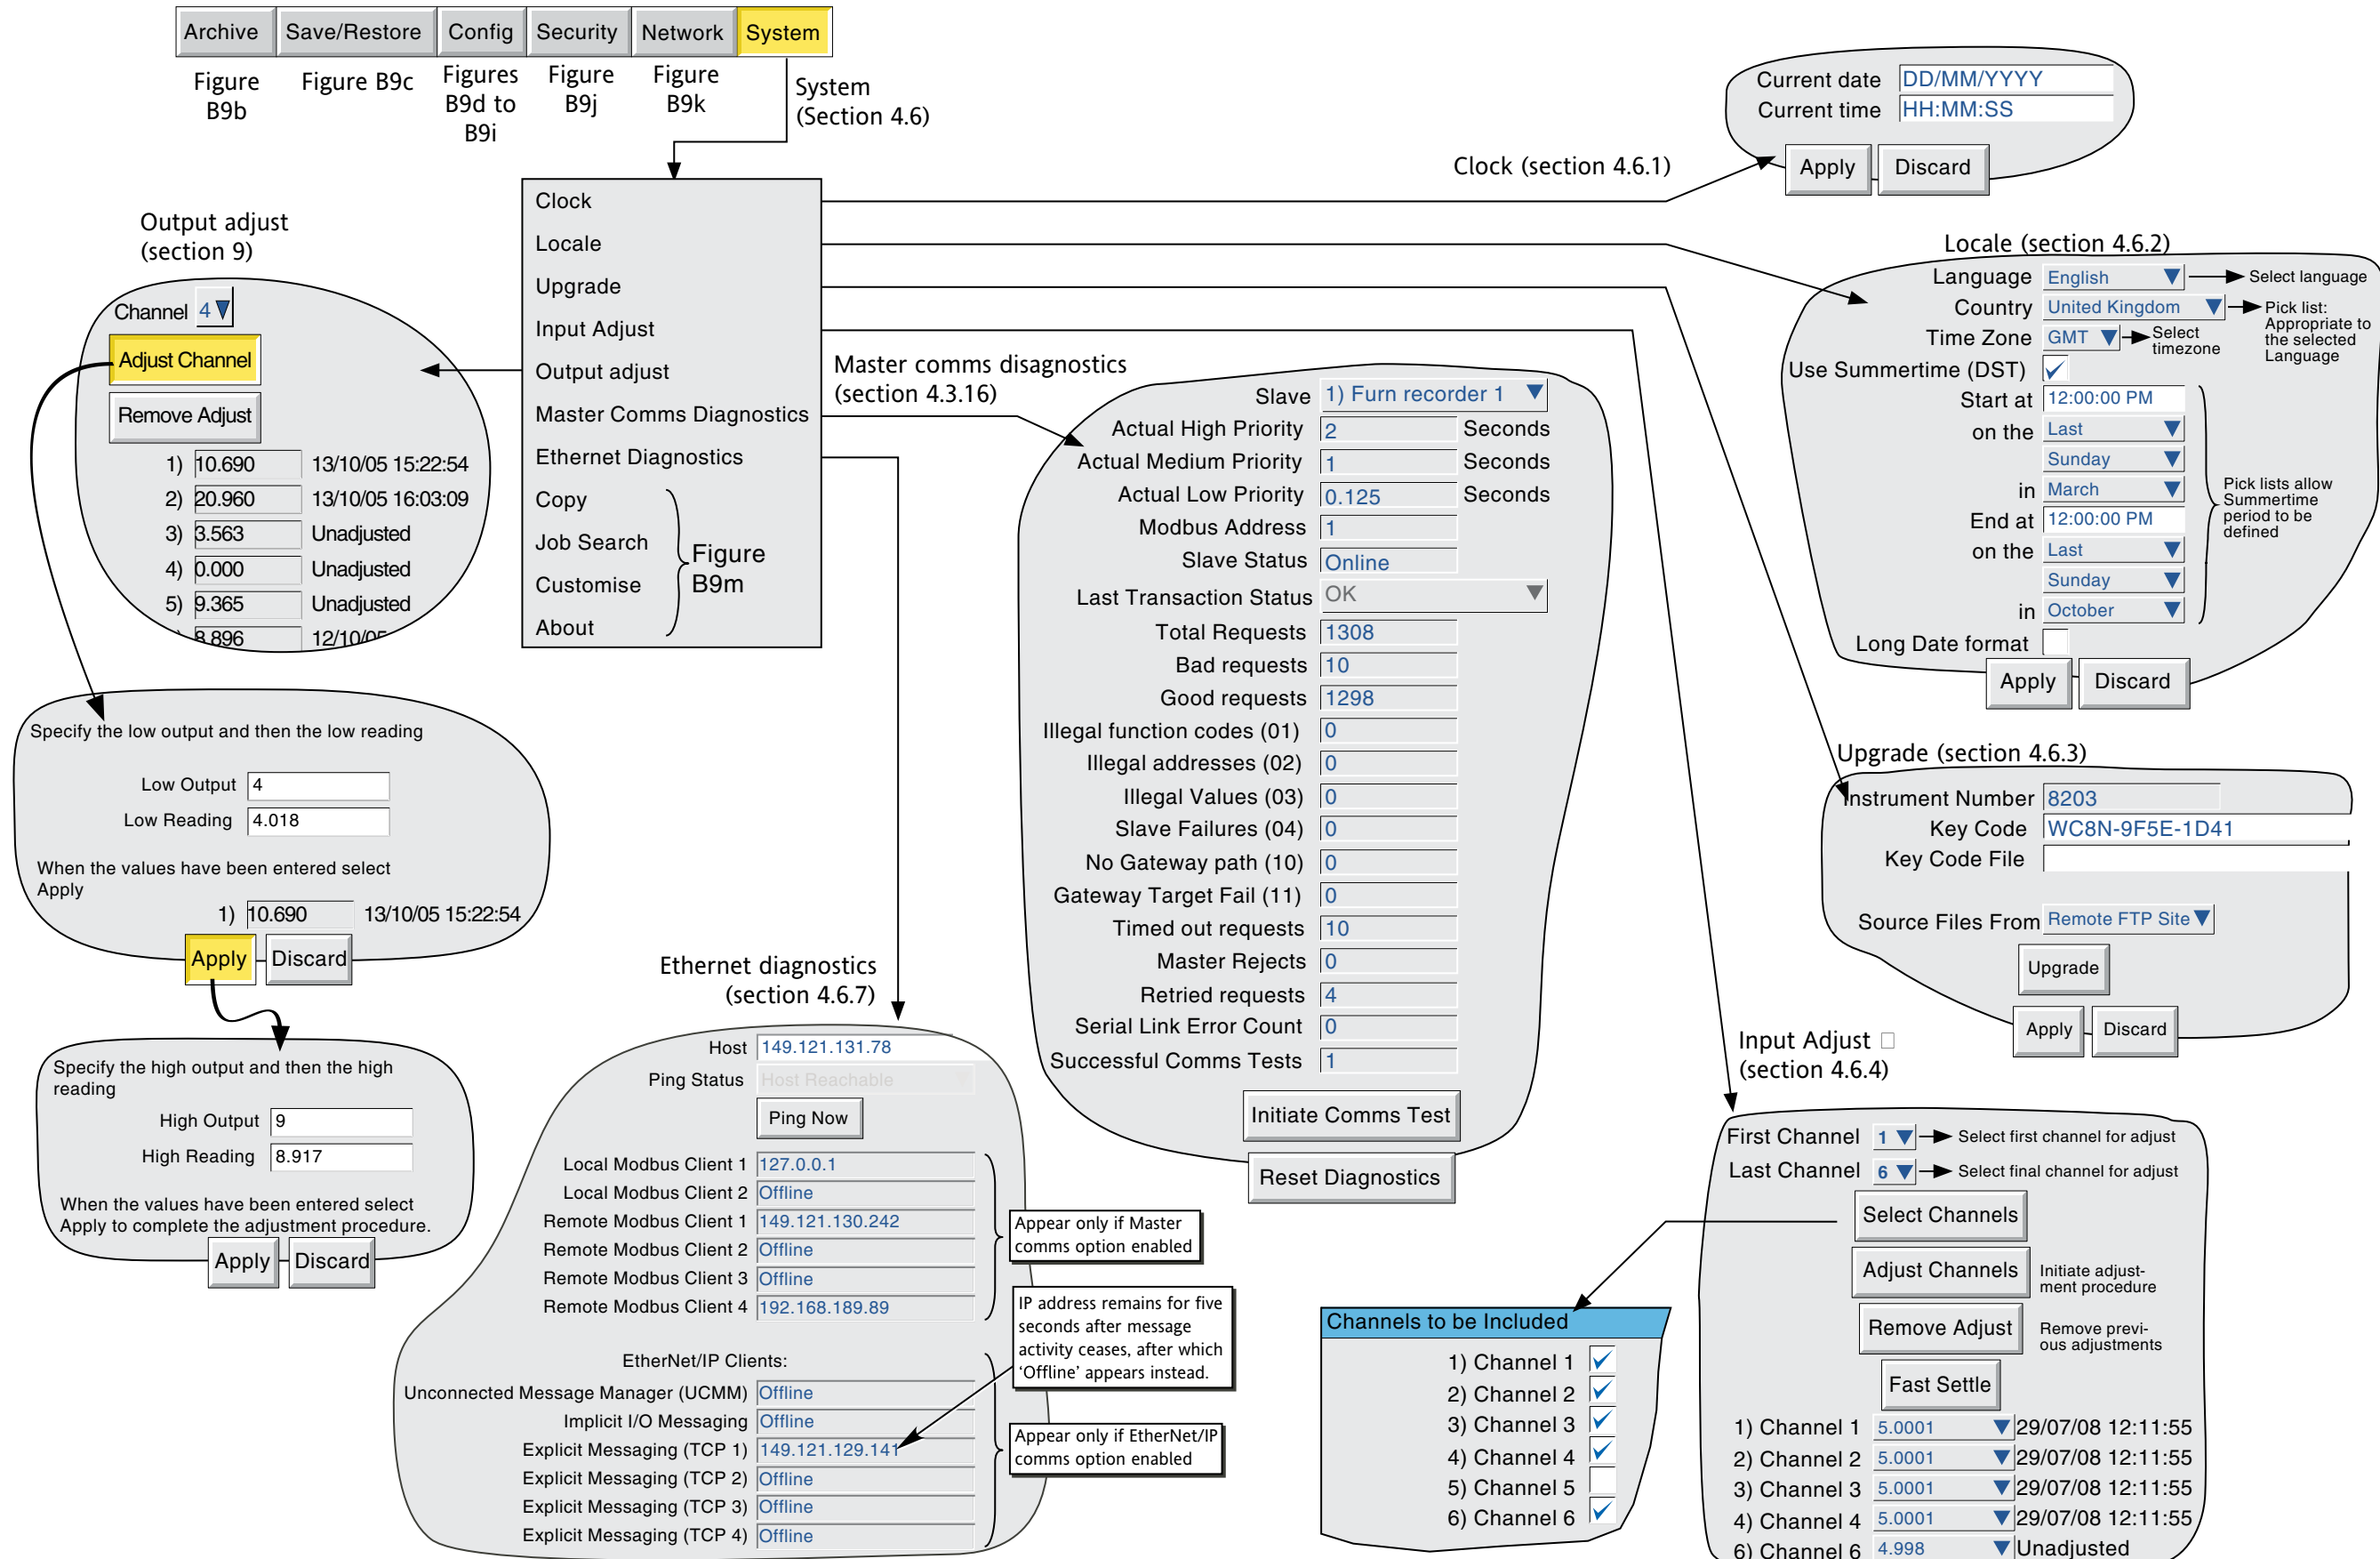 Archive Save/Restore Config Security Network System
Figure B9b
Figure B9c
Figures B9d to B9i
Figure B9j
Figure B9k
System
(Section 4.6)
Clock
Locale
Upgrade
Input Adjust
Output adjust
Master Comms Diagnostics
Ethernet Diagnostics
Copy
Job Search
Customise
About
Figure
B9m
Clock (section 4.6.1)
Current date DD/MM/YYYY
Current time HH:MM:SS
Apply Discard
Locale (section 4.6.2)
Language English Select language
Country United Kingdom Pick list:
Appropriate to
the selected
Language
Time Zone GMT Select
timezone
Use Summertime (DST)
Start at 12:00:00 PM
on the Last
Sunday
in March
End at 12:00:00 PM
on the Last
Sunday
in October
Pick lists allow
Summertime
period to be
defined
Long Date format
Apply Discard
Upgrade (section 4.6.3)
Instrument Number 8203
Key Code WC8N-9F5E-1D41
Key Code File
Source Files From Remote FTP Site
Upgrade
Apply Discard
Input Adjust
(section 4.6.4)
First Channel 1 Select first channel for adjust
Last Channel 6 Select final channel for adjust
Select Channels
Adjust Channels Initiate adjust-
ment procedure
Remove Adjust Remove previ-
ous adjustments
Fast Settle
1) Channel 1 5.0001 29/07/08 12:11:55
2) Channel 2 5.0001 29/07/08 12:11:55
3) Channel 3 5.0001 29/07/08 12:11:55
4) Channel 4 5.0001 29/07/08 12:11:55
6) Channel 6 4.998 Unadjusted
Channels to be Included
1) Channel 1
2) Channel 2
3) Channel 3
4) Channel 4
5) Channel 5
6) Channel 6
Output adjust
(section 9)
Channel 4
Adjust Channel
Remove Adjust
1) 10.690 13/10/05 15:22:54
2) 20.960 13/10/05 16:03:09
3) 3.563 Unadjusted
4) 0.000 Unadjusted
5) 9.365 Unadjusted
) 8.896 12/10/05
Specify the low output and then the low reading
Low Output 4
Low Reading 4.018
When the values have been entered select
Apply
1) 10.690 13/10/05 15:22:54
Apply Discard
Specify the high output and then the high
reading
High Output 9
High Reading 8.917
When the values have been entered select
Apply to complete the adjustment procedure.
Apply Discard
Master comms disagnostics
(section 4.3.16)
Slave 1) Furn recorder 1
Actual High Priority 2 Seconds
Actual Medium Priority 1 Seconds
Actual Low Priority 0.125 Seconds
Modbus Address 1
Slave Status Online
Last Transaction Status OK
Total Requests 1308
Bad requests 10
Good requests 1298
Illegal function codes (01) 0
Illegal addresses (02) 0
Illegal Values (03) 0
Slave Failures (04) 0
No Gateway path (10) 0
Gateway Target Fail (11) 0
Timed out requests 10
Master Rejects 0
Retried requests 4
Serial Link Error Count 0
Successful Comms Tests 1
Initiate Comms Test
Reset Diagnostics
Ethernet diagnostics
(section 4.6.7)
Host 149.121.131.78
Ping Status Host Reachable
Ping Now
Local Modbus Client 1 127.0.0.1
Local Modbus Client 2 Offline
Remote Modbus Client 1 149.121.130.242
Remote Modbus Client 2 Offline
Remote Modbus Client 3 Offline
Remote Modbus Client 4 192.168.189.89
Appear only if Master
comms option enabled
IP address remains for five
seconds after message
activity ceases, after which
‘Offline’ appears instead.
EtherNet/IP Clients:
Unconnected Message Manager (UCMM) Offline
Implicit I/O Messaging Offline
Explicit Messaging (TCP 1) 149.121.129.141
Explicit Messaging (TCP 2) Offline
Explicit Messaging (TCP 3) Offline
Explicit Messaging (TCP 4) Offline
Appear only if EtherNet/IP
comms option enabled